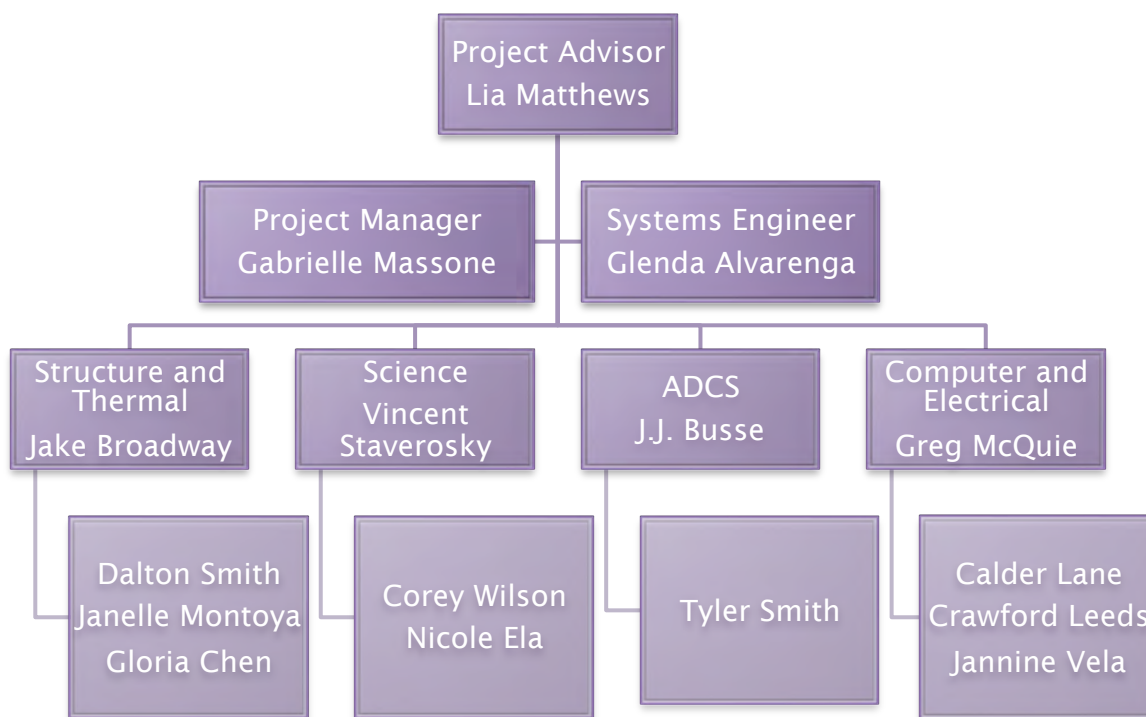 Project Advisor
Lia Matthews
Project Manager
Gabrielle Massone
Systems Engineer
Glenda Alvarenga
Structure and
Thermal
Jake Broadway
Science
Vincent
Staverosky
ADCS
J.J. Busse
Computer and
Electrical
Greg McQuie
Dalton Smith
Janelle Montoya
Gloria Chen
Corey Wilson
Nicole Ela
Tyler Smith
Calder Lane
Crawford Leeds
Jannine Vela